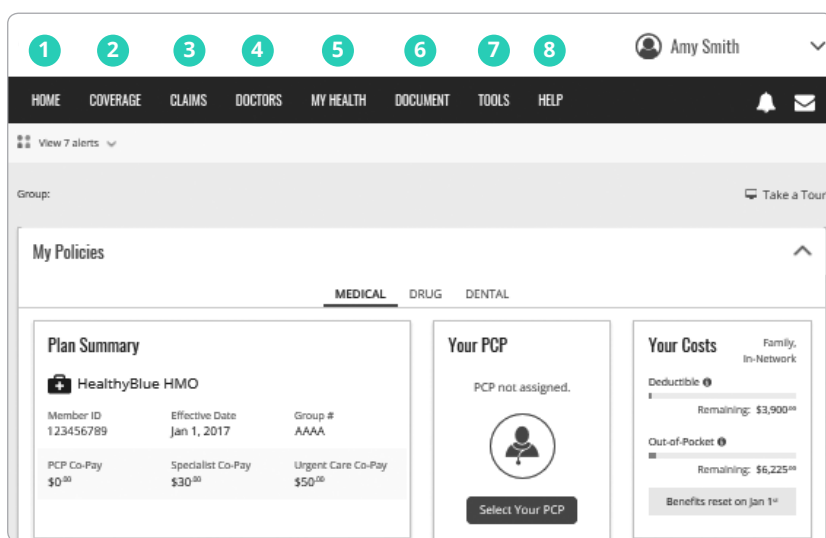 1 2 3 4 5 6 7 8
Amy Smith
HOME COVERAGE CLAIMS DOCTORS MY HEALTH DOCUMENT TOOLS HELP
View 7 alerts
Group:
Take a Tour
My Policies
MEDICAL DRUG DENTAL
Plan Summary
HealthyBlue HMO
Member ID Effective Date Group #
123456789 Jan 1, 2017 AAAA
PCP Co-Pay Specialist Co-Pay Urgent Care Co-Pay
$0.00 $30.00 $50.00
Your PCP
PCP not assigned.
Select Your PCP
Your Costs
Family,
In-Network
Deductible
Remaining: $3,900.00
Out-of-Pocket
Remaining: $6,225.00
Benefits reset on Jan 1st